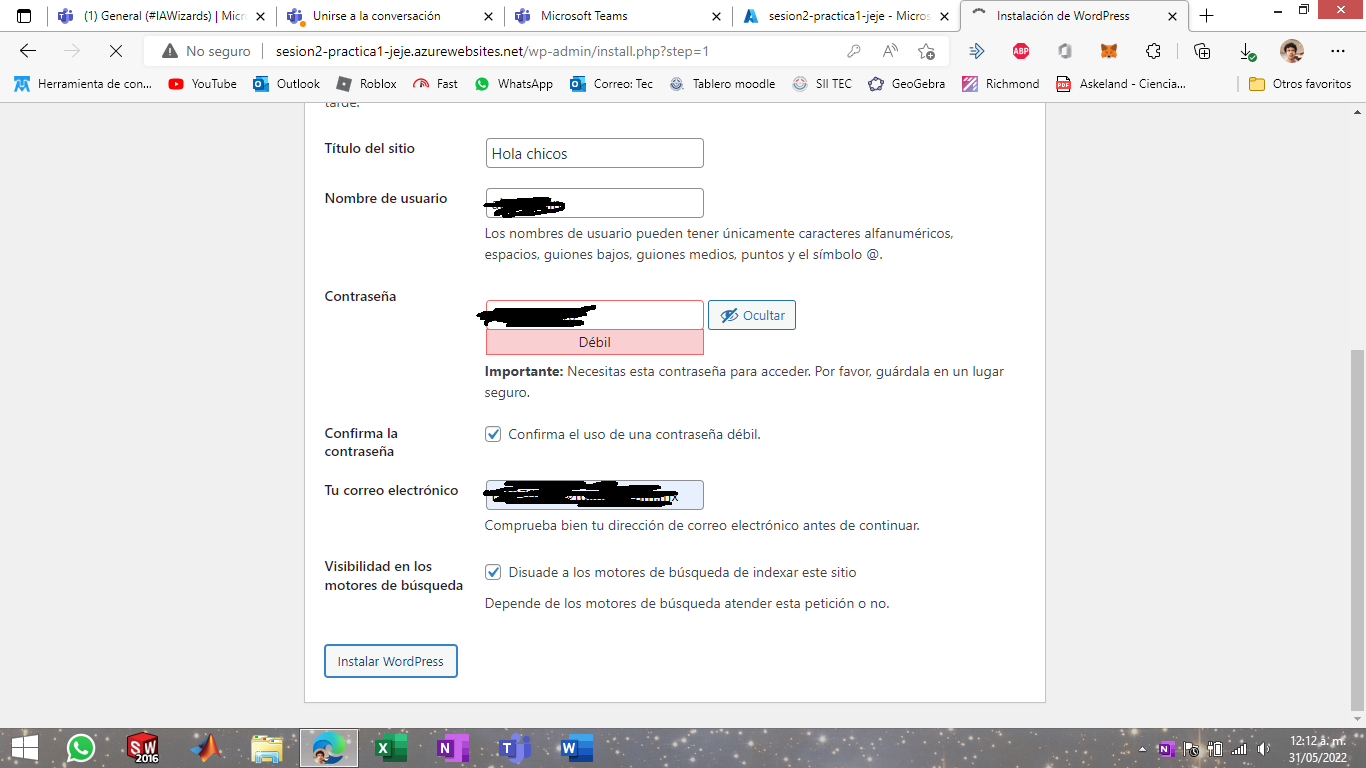 (1) General (#IAWizards) | Micr
Unirse a la conversación
Microsoft Teams
sesion2-practica1-jeje - Micros
Instalación de WordPress
No seguro
sesion2-practica1-jeje.azurewebsites.net/wp-admin/install.php?step=1
ABP
Herramienta de con...
YouTube
Outlook
Roblox
Fast
WhatsApp
Correo: Tec
Tablero moodle
SII TEC
GeoGebra
Richmond
PDF
Askeland - Ciencia...
Otros favoritos
tarde.
Título del sitio
Hola chicos
Nombre de usuario
Los nombres de usuario pueden tener únicamente caracteres alfanuméricos,
espacios, guiones bajos, guiones medios, puntos y el símbolo @.
Contraseña
Ocultar
Débil
Importante: Necesitas esta contraseña para acceder. Por favor, guárdala en un lugar
seguro.
Confirma la
contraseña
Confirma el uso de una contraseña débil.
Tu correo electrónico
Comprueba bien tu dirección de correo electrónico antes de continuar.
Visibilidad en los
motores de búsqueda
Disuade a los motores de búsqueda de indexar este sitio
Depende de los motores de búsqueda atender esta petición o no.
Instalar WordPress
SW
2016
12:12 a. m.
31/05/2022